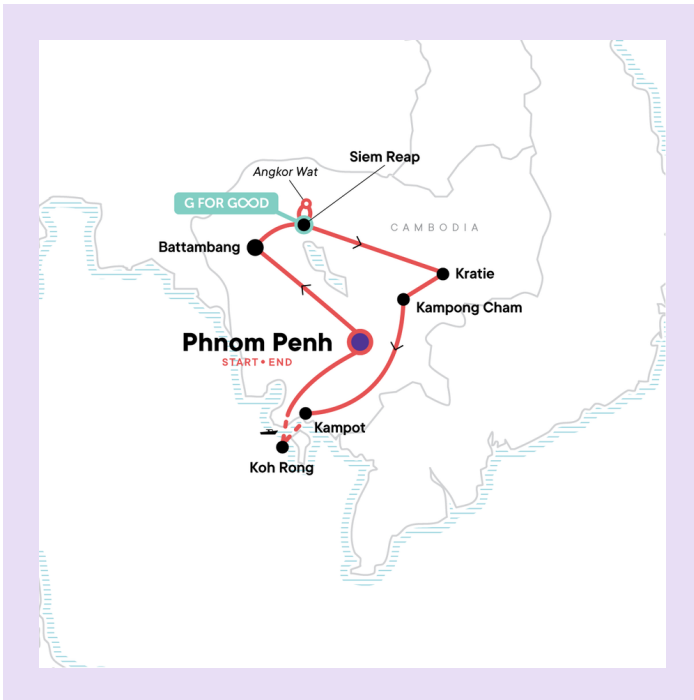 Siem Reap
Angkor Wat
G FOR GOOD
CAMBODIA
Battambang
Kratie
Kampong Cham
Phnom Penh
START • END
Kampot
Koh Rong